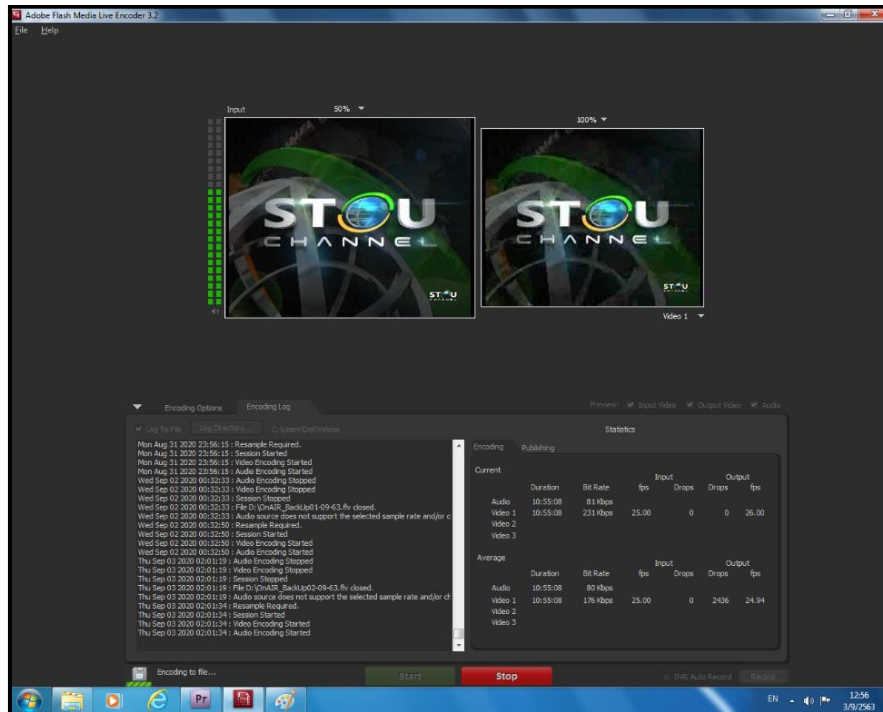 Adobe Flash Media Live Encoder 3.2
File Help
Input 50%
100%
STOU
CHANNEL
STOU
STOU
CHANNEL
STOU
Video 1
Encoding Options Encoding Log
Preview: Input Video Output Video Audio
Log To File Log Directory...
Statistics
Mon Aug 31 2020 23:56:15 : Resample Required.
Mon Aug 31 2020 23:56:15 : Session Started
Mon Aug 31 2020 23:56:15 : Video Encoding Started
Mon Aug 31 2020 23:56:15 : Audio Encoding Started
Wed Sep 02 2020 00:32:33 : Audio Encoding Stopped
Wed Sep 02 2020 00:32:33 : Video Encoding Stopped
Wed Sep 02 2020 00:32:33 : Session Stopped
Wed Sep 02 2020 00:32:33 : File D:\OnAIR_BackUp01-09-63.flv closed.
Wed Sep 02 2020 00:32:33 : Audio source does not support the selected sample rate and/or c
Wed Sep 02 2020 00:32:50 : Resample Required.
Wed Sep 02 2020 00:32:50 : Session Started
Wed Sep 02 2020 00:32:50 : Video Encoding Started
Wed Sep 02 2020 00:32:50 : Audio Encoding Started
Thu Sep 03 2020 02:01:19 : Audio Encoding Stopped
Thu Sep 03 2020 02:01:19 : Video Encoding Stopped
Thu Sep 03 2020 02:01:19 : Session Stopped
Thu Sep 03 2020 02:01:19 : File D:\OnAIR_BackUp02-09-63.flv closed.
Thu Sep 03 2020 02:01:19 : Audio source does not support the selected sample rate and/or ch
Thu Sep 03 2020 02:01:34 : Resample Required.
Thu Sep 03 2020 02:01:34 : Session Started
Thu Sep 03 2020 02:01:34 : Video Encoding Started
Thu Sep 03 2020 02:01:34 : Audio Encoding Started
Encoding Publishing
Current
Input Output
Duration Bit Rate fps Drops Drops fps
Audio 10:55:08 81 Kbps
Video 1 10:55:08 231 Kbps 25.00 0 0 26.00
Video 2
Video 3
Average
Input Output
Duration Bit Rate fps Drops Drops fps
Audio 10:55:08 80 Kbps
Video 1 10:55:08 176 Kbps 25.00 0 2436 24.94
Video 2
Video 3
Encoding to file...
Start
Stop
DVR Auto Record Record
Pr
EN
12:56
3/9/2563